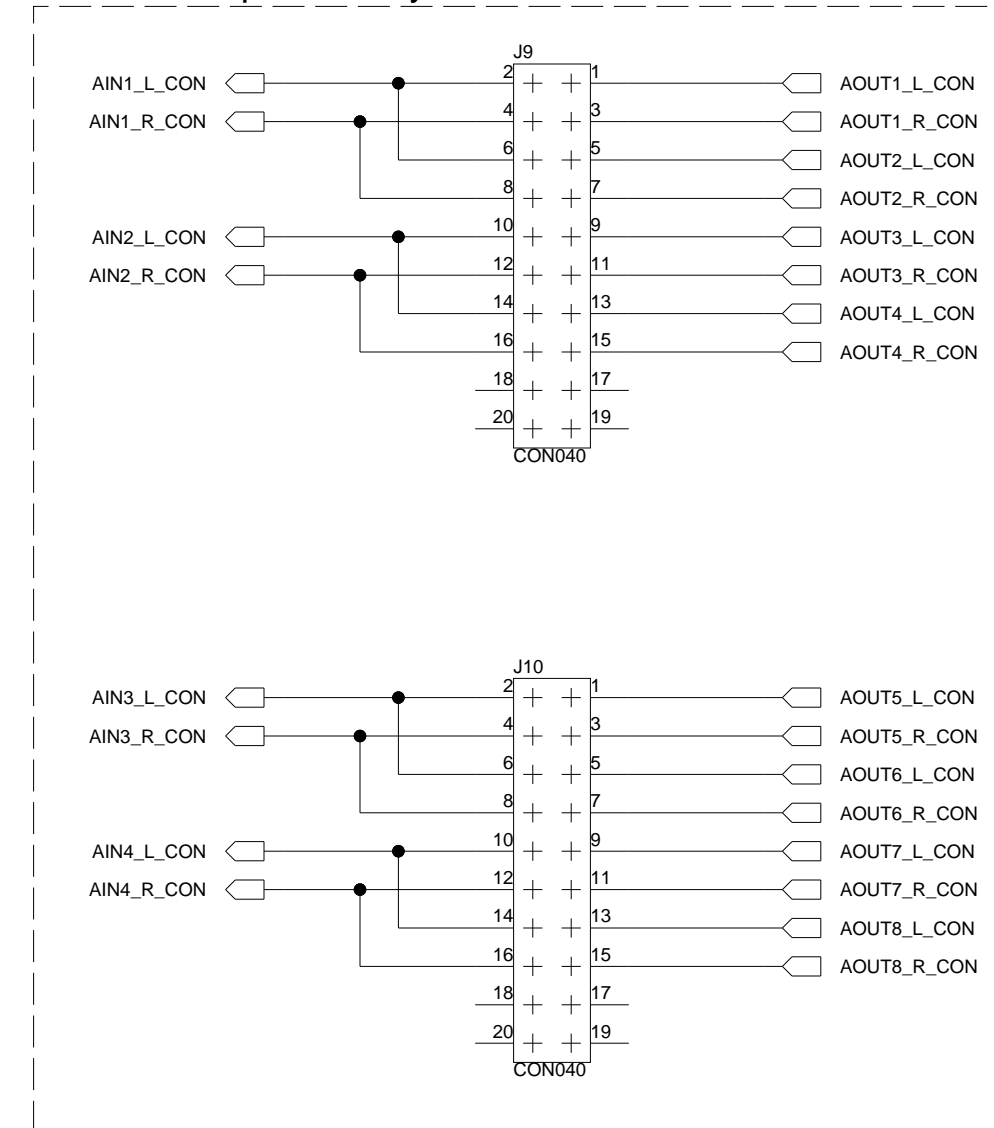 J9
AIN1_L_CON 2 1 AOUT1_L_CON
AIN1_R_CON 4 3 AOUT1_R_CON
6 5 AOUT2_L_CON
8 7 AOUT2_R_CON
AIN2_L_CON 10 9 AOUT3_L_CON
AIN2_R_CON 12 11 AOUT3_R_CON
14 13 AOUT4_L_CON
16 15 AOUT4_R_CON
18 17
20 19
CON040
J10
AIN3_L_CON 2 1 AOUT5_L_CON
AIN3_R_CON 4 3 AOUT5_R_CON
6 5 AOUT6_L_CON
8 7 AOUT6_R_CON
AIN4_L_CON 10 9 AOUT7_L_CON
AIN4_R_CON 12 11 AOUT7_R_CON
14 13 AOUT8_L_CON
16 15 AOUT8_R_CON
18 17
20 19
CON040